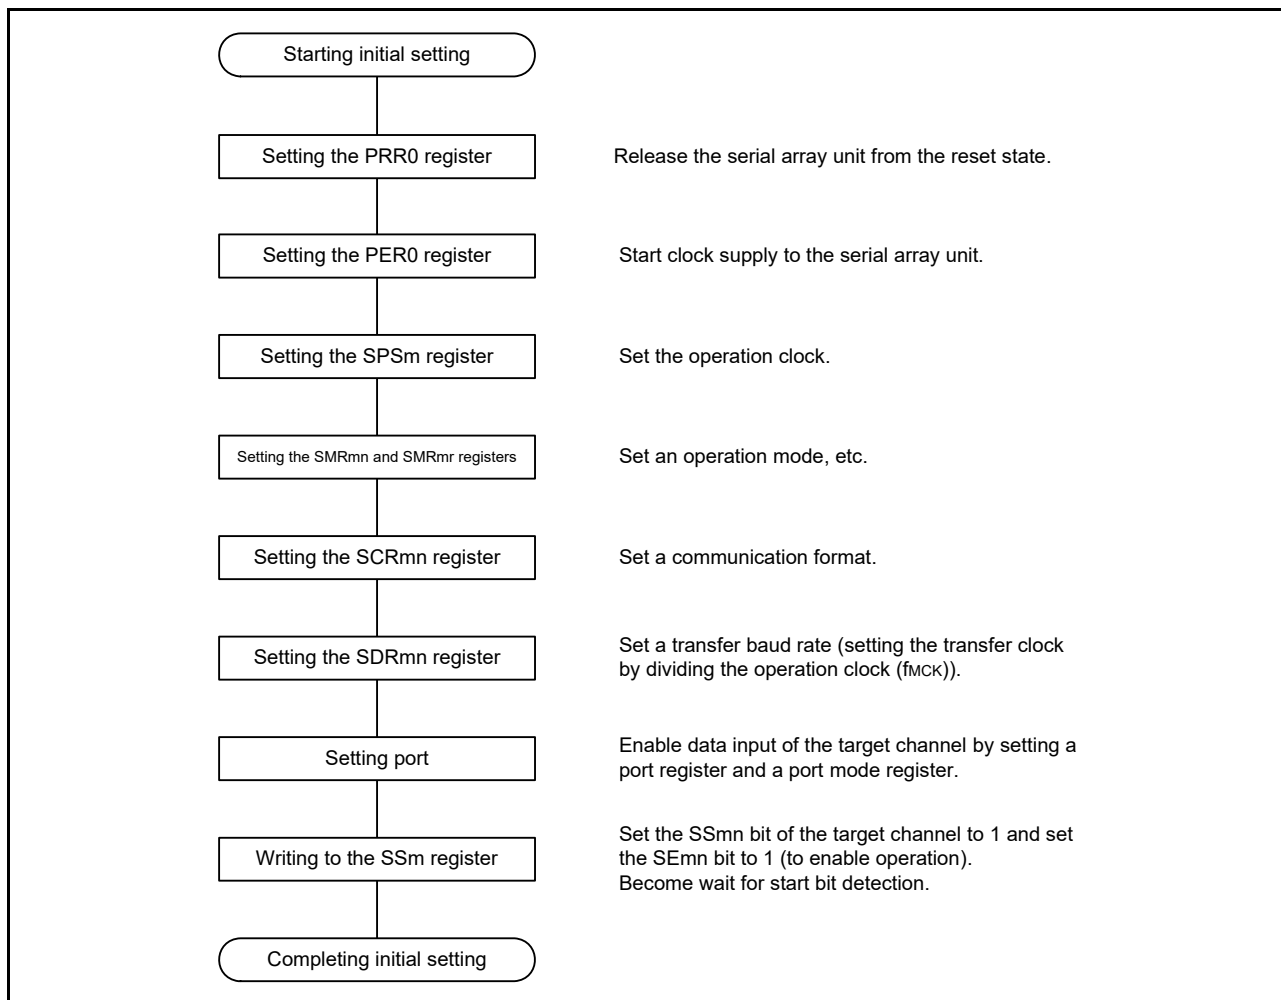 Starting initial setting
Setting the PRR0 register
Release the serial array unit from the reset state.
Setting the PER0 register
Start clock supply to the serial array unit.
Setting the SPSm register
Set the operation clock.
Setting the SMRmn and SMRmr registers
Set an operation mode, etc.
Setting the SCRmn register
Set a communication format.
Setting the SDRmn register
Set a transfer baud rate (setting the transfer clock
by dividing the operation clock (fMCK)).
Setting port
Enable data input of the target channel by setting a
port register and a port mode register.
Writing to the SSm register
Set the SSmn bit of the target channel to 1 and set
the SEmn bit to 1 (to enable operation).
Become wait for start bit detection.
Completing initial setting